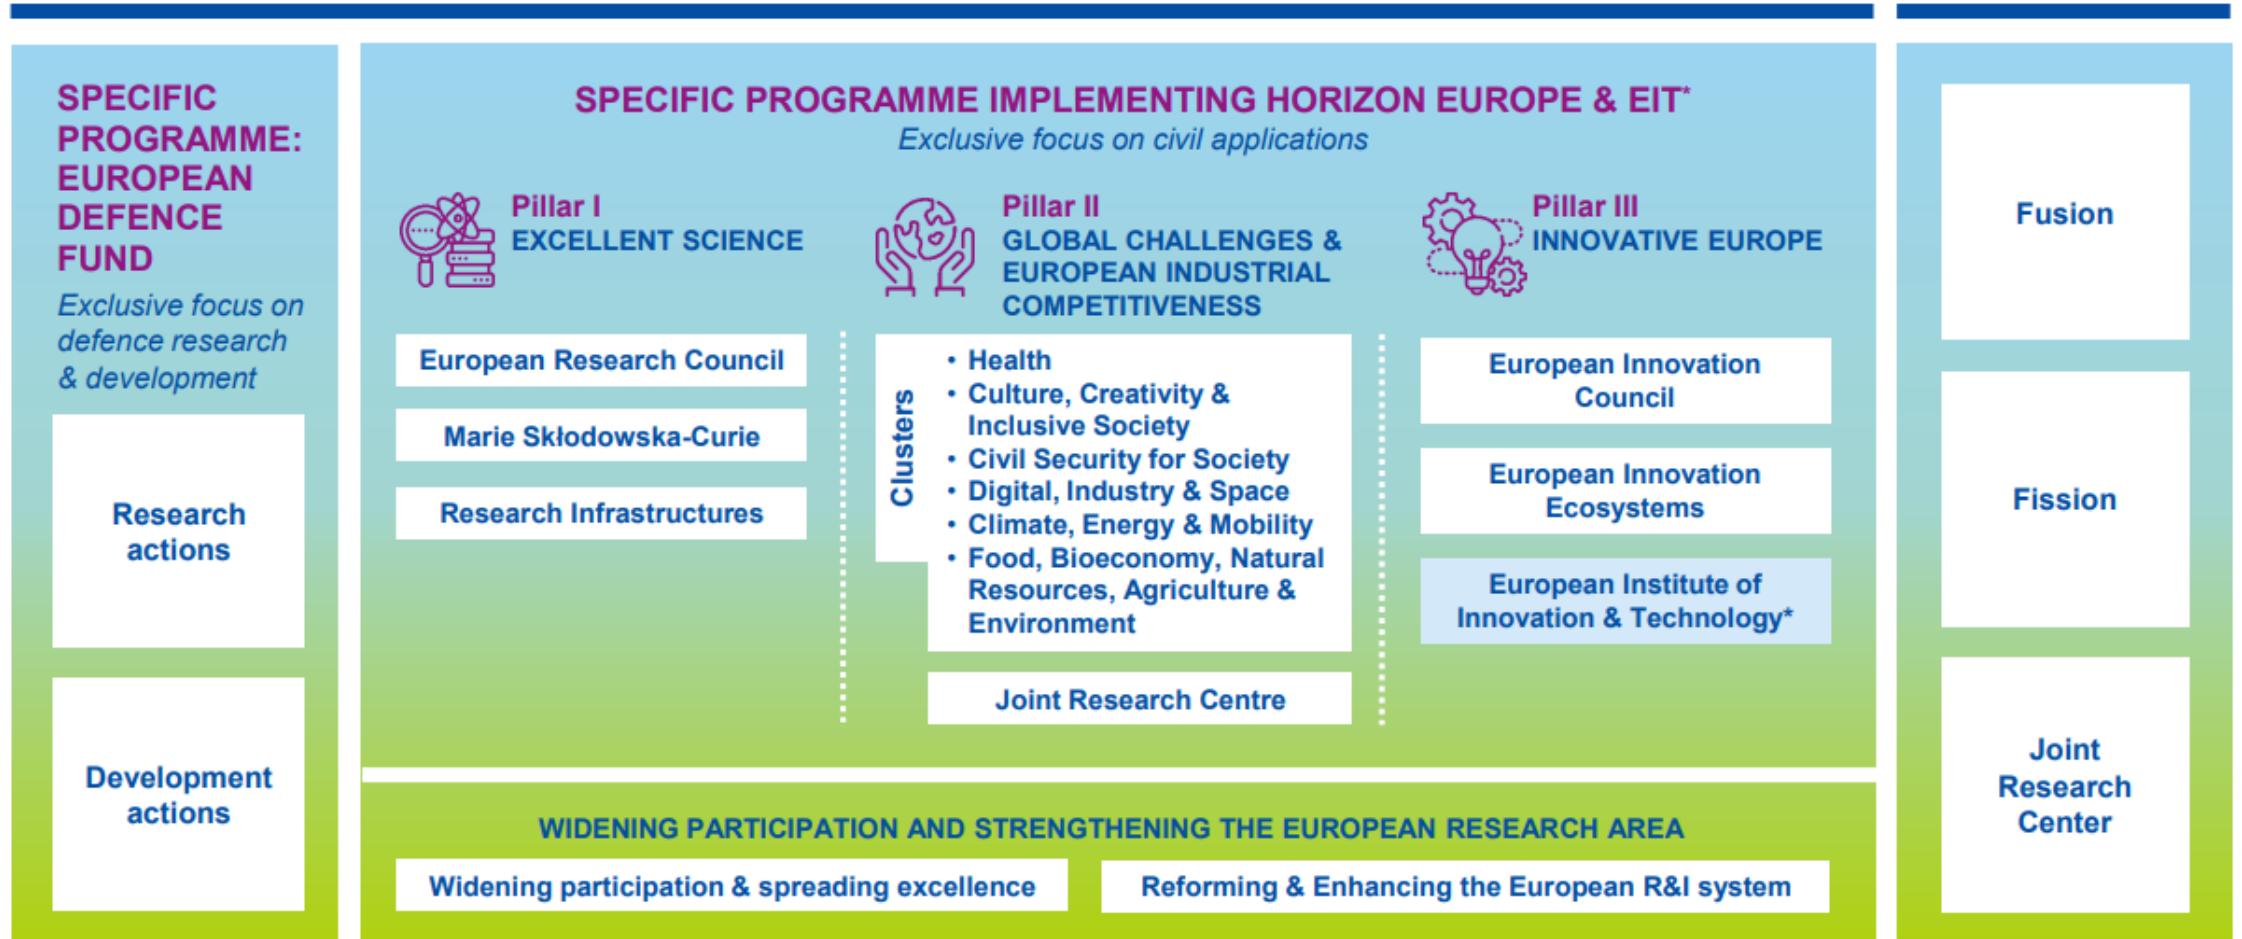 SPECIFIC
PROGRAMME:
EUROPEAN
DEFENCE
FUND
Exclusive focus on
defence research
& development
Research
actions
Development
actions
SPECIFIC PROGRAMME IMPLEMENTING HORIZON EUROPE & EIT*
Exclusive focus on civil applications
Pillar I
EXCELLENT SCIENCE
European Research Council
Marie Skłodowska-Curie
Research Infrastructures
Pillar II
GLOBAL CHALLENGES &
EUROPEAN INDUSTRIAL
COMPETITIVENESS
Clusters
• Health
• Culture, Creativity &
Inclusive Society
• Civil Security for Society
• Digital, Industry & Space
• Climate, Energy & Mobility
• Food, Bioeconomy, Natural
Resources, Agriculture &
Environment
Joint Research Centre
Pillar III
INNOVATIVE EUROPE
European Innovation
Council
European Innovation
Ecosystems
European Institute of
Innovation & Technology*
WIDENING PARTICIPATION AND STRENGTHENING THE EUROPEAN RESEARCH AREA
Widening participation & spreading excellence
Reforming & Enhancing the European R&I system
Fusion
Fission
Joint
Research
Center